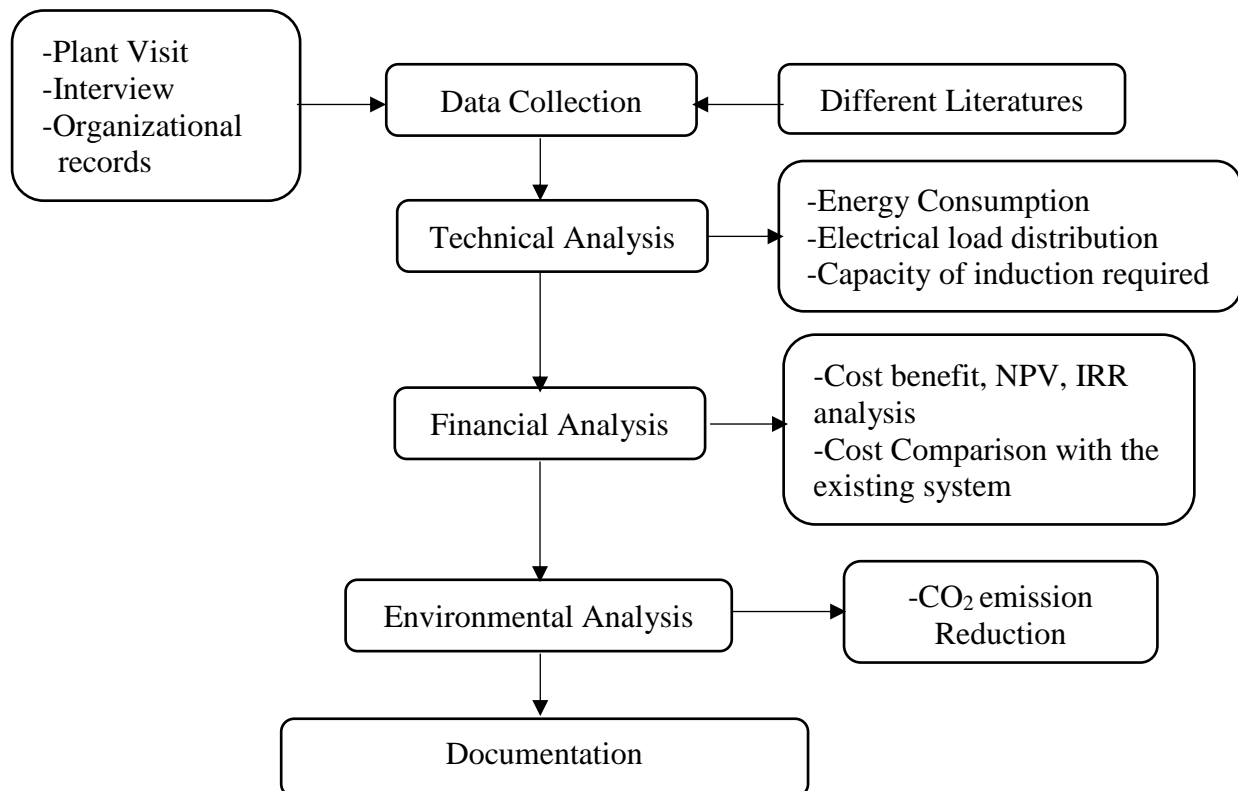 -Plant Visit
-Interview
-Organizational
records
Data Collection
Different Literatures
Technical Analysis
-Energy Consumption
-Electrical load distribution
-Capacity of induction required
Financial Analysis
-Cost benefit, NPV, IRR
analysis
-Cost Comparison with the
existing system
Environmental Analysis
-CO₂ emission
Reduction
Documentation